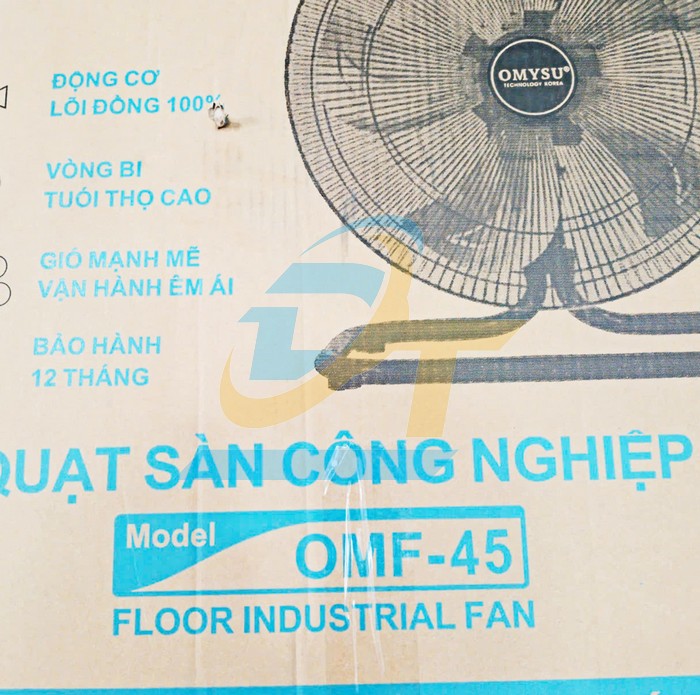 ĐỘNG CƠ
LÕI ĐỒNG 100%
VÒNG BI
TUỔI THỌ CAO
GIÓ MẠNH MẼ
VẬN HÀNH ÊM ÁI
BẢO HÀNH
12 THÁNG
OMYSU®
TECHNOLOGY KOREA
DT
QUẠT SÀN CÔNG NGHIỆP
Model
OMF-45
FLOOR INDUSTRIAL FAN